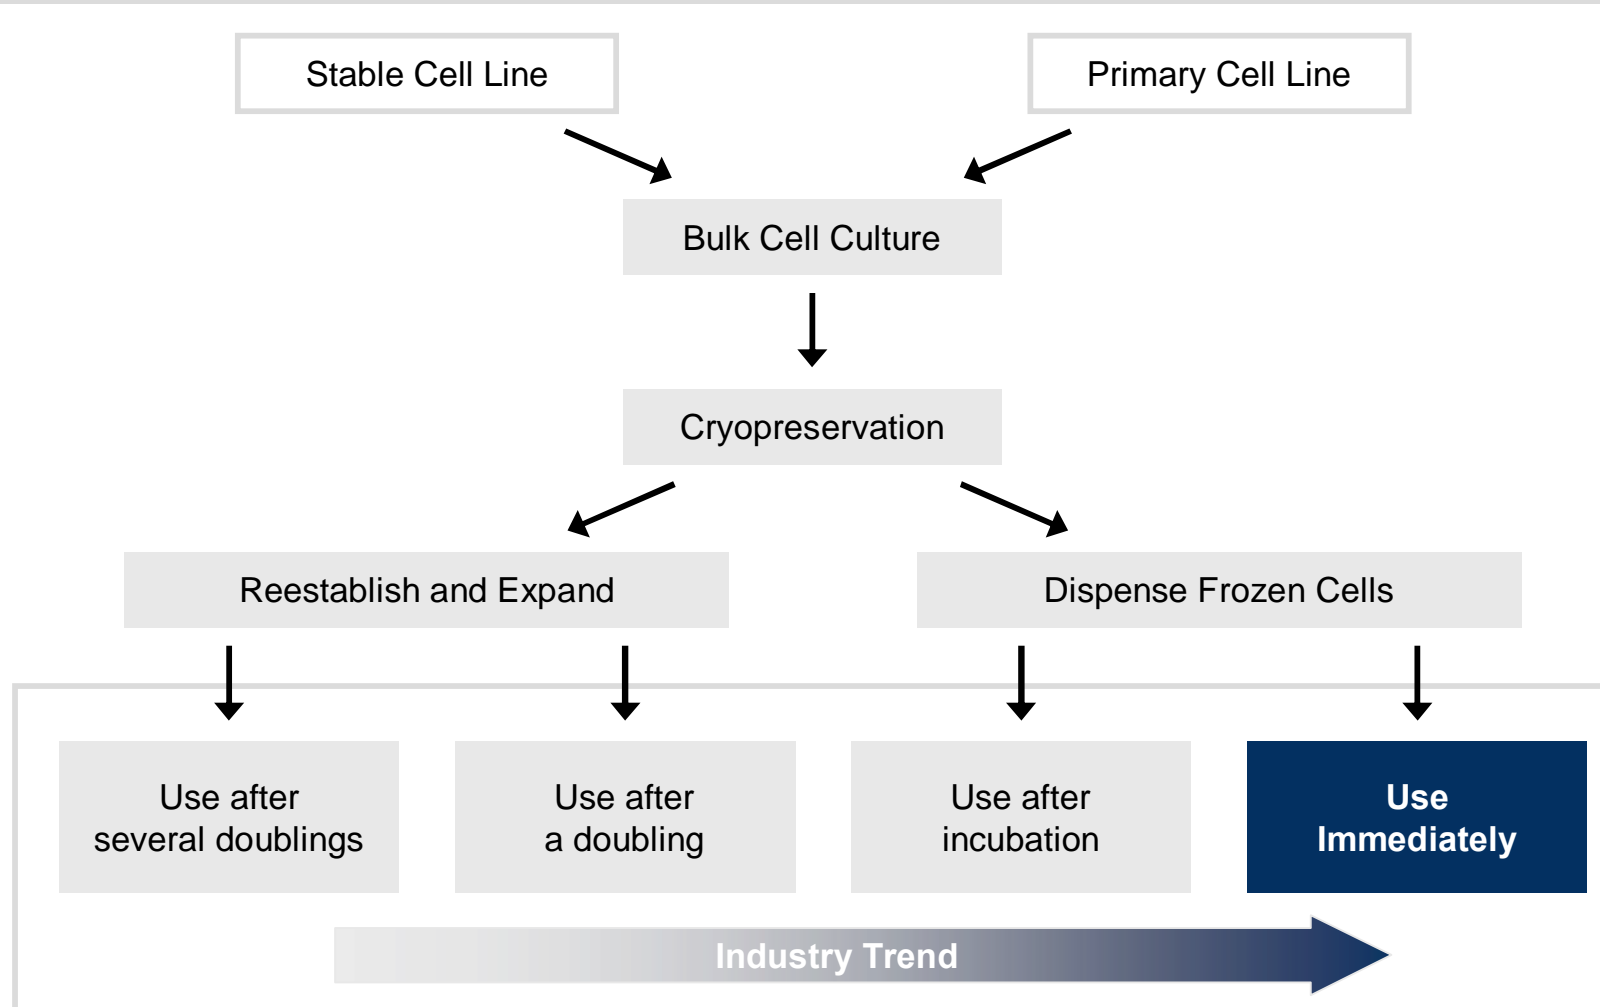 Stable Cell Line
Primary Cell Line
Bulk Cell Culture
Cryopreservation
Reestablish and Expand
Dispense Frozen Cells
Use after
several doublings
Use after
a doubling
Use after
incubation
Use
Immediately
Industry Trend